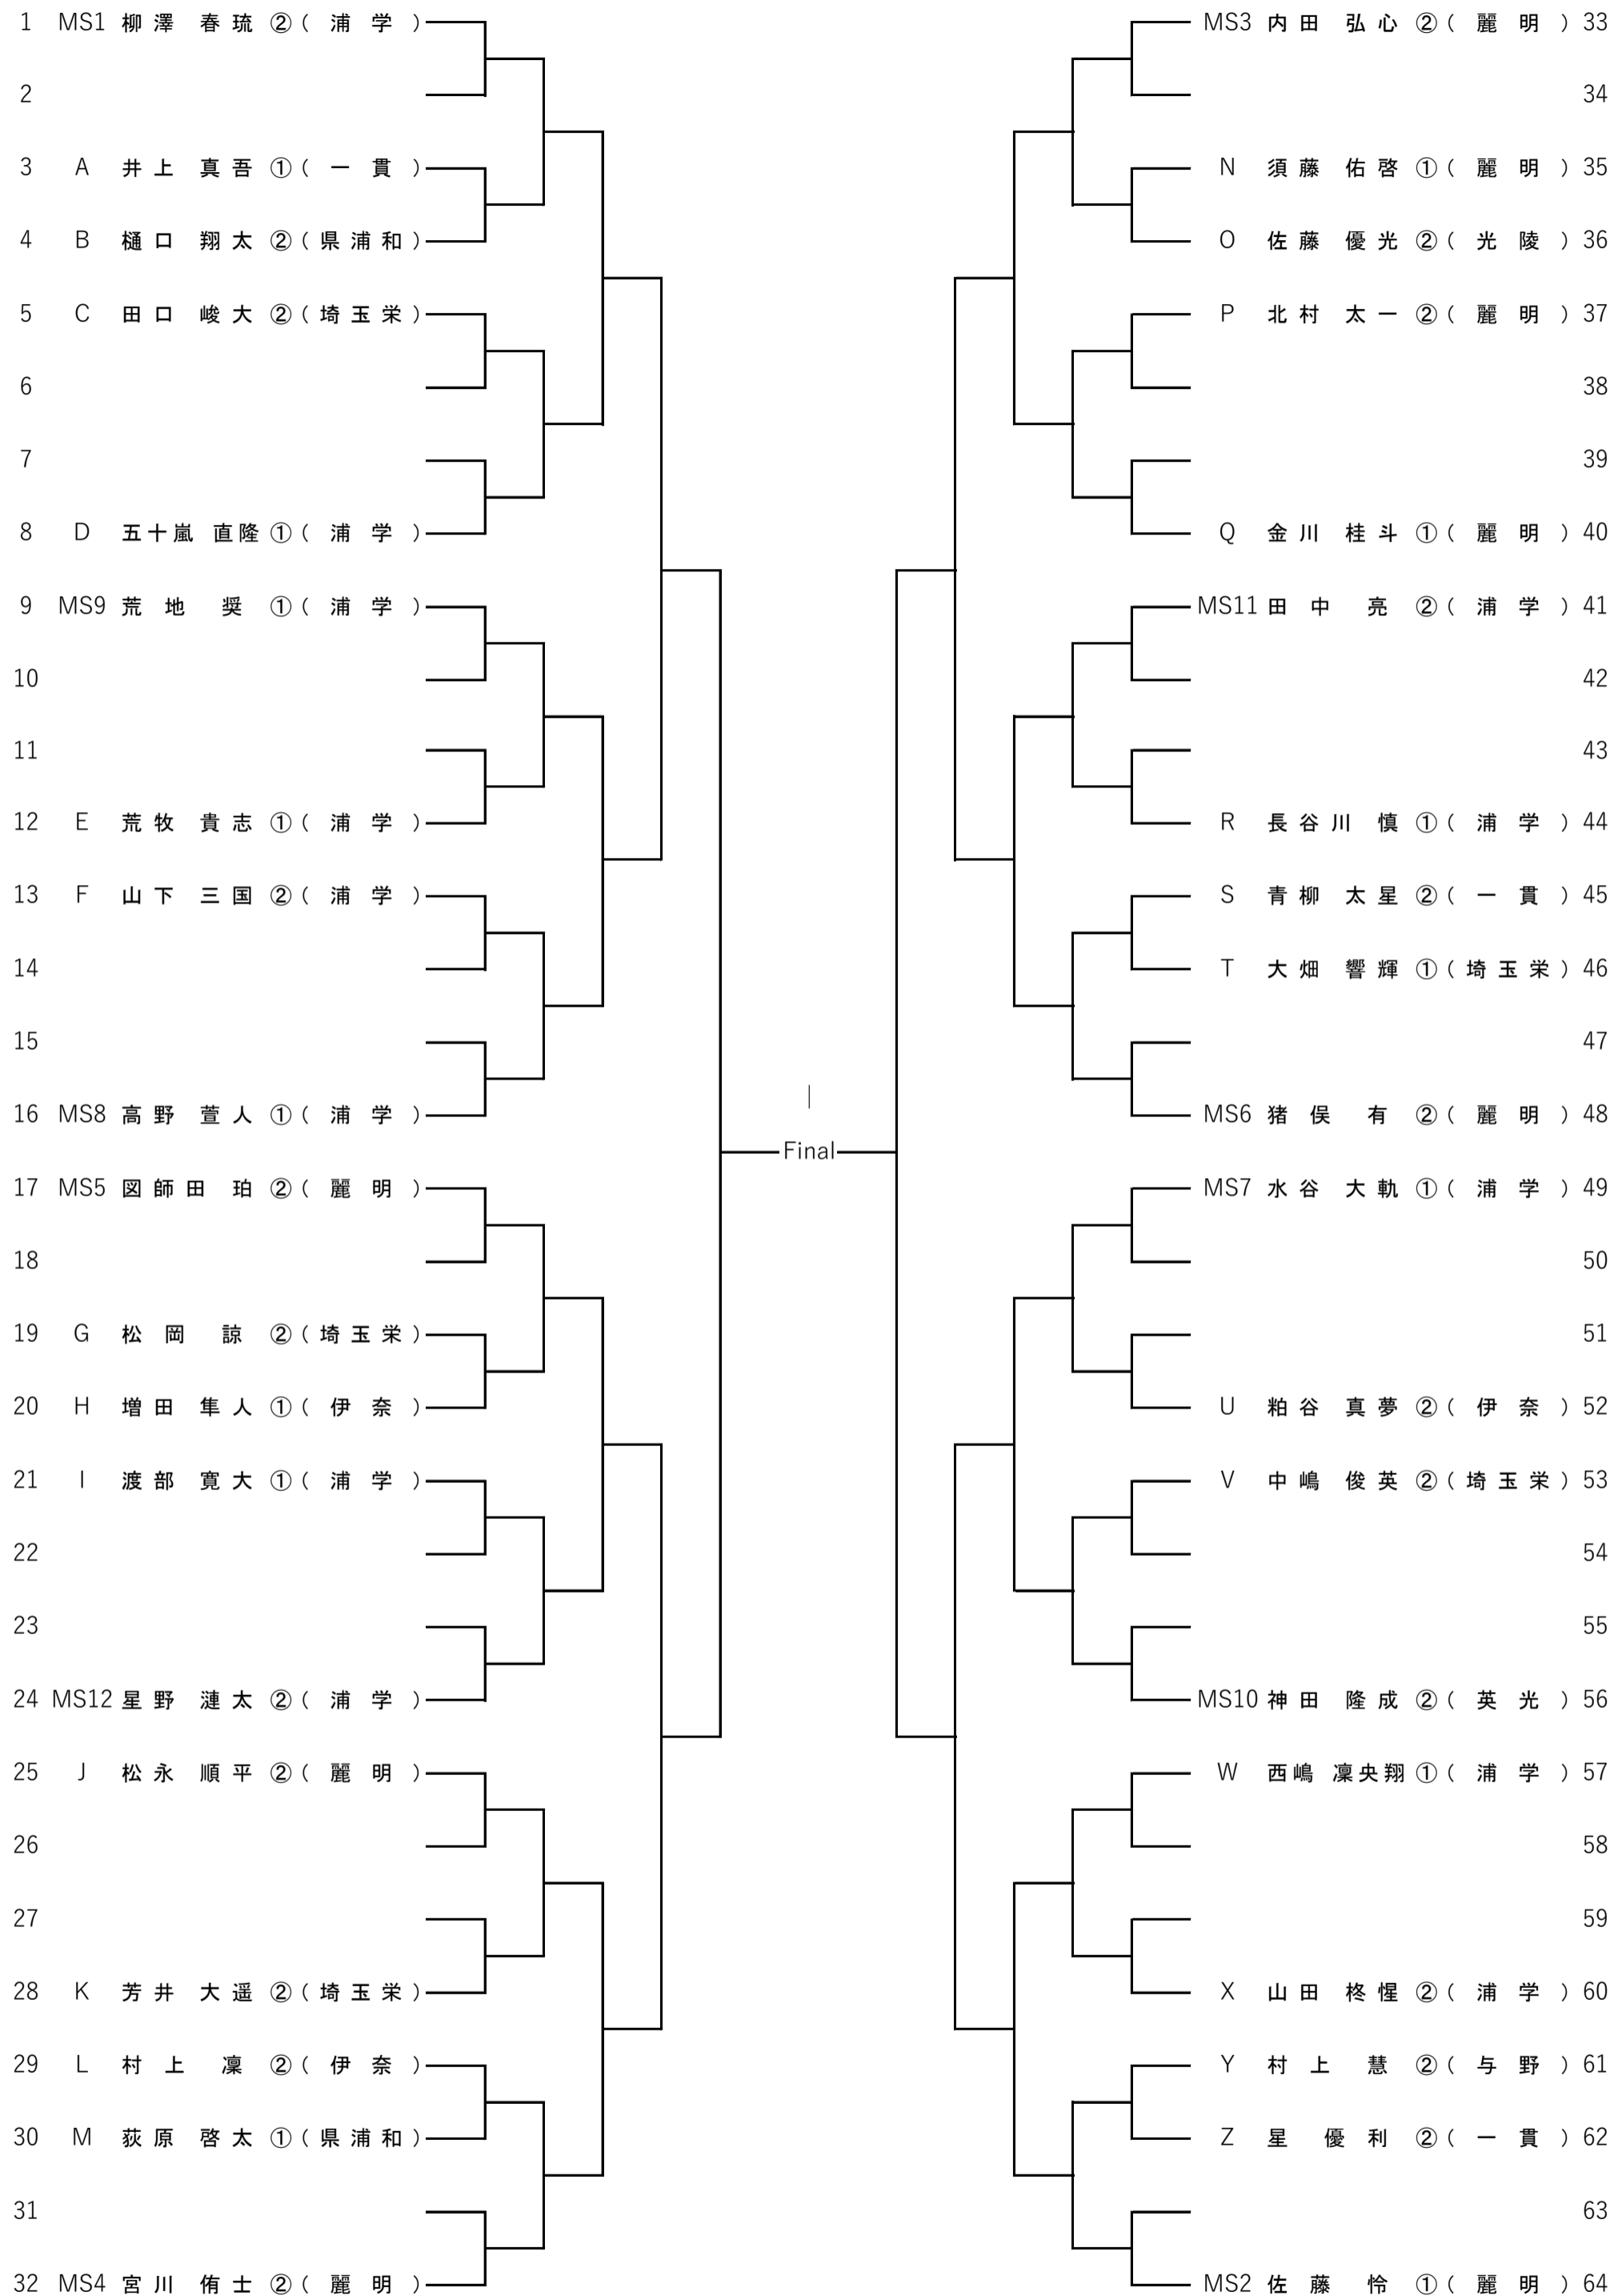 1 MS1 柳澤 春琉 ②( 浦学 )
2
3 A 井上 真吾 ①( 一貫 )
4 B 樋口 翔太 ②( 県浦和 )
5 C 田口 峻大 ②( 埼玉栄 )
6
7
8 D 五十嵐 直隆 ①( 浦学 )
9 MS9 荒地 奨 ①( 浦学 )
10
11
12 E 荒牧 貴志 ①( 浦学 )
13 F 山下 三国 ②( 浦学 )
14
15
16 MS8 高野 萱人 ①( 浦学 )
17 MS5 図師田 珀 ②( 麗明 )
18
19 G 松岡 諒 ②( 埼玉栄 )
20 H 増田 隼人 ①( 伊奈 )
21 I 渡部 寛大 ①( 浦学 )
22
23
24 MS12 星野 漣太 ②( 浦学 )
25 J 松永 順平 ②( 麗明 )
26
27
28 K 芳井 大遥 ②( 埼玉栄 )
29 L 村上 凜 ②( 伊奈 )
30 M 荻原 啓太 ①( 県浦和 )
31
32 MS4 宮川 侑士 ②( 麗明 )
Final
MS3 内田 弘心 ②( 麗明 ) 33
34
N 須藤 佑啓 ①( 麗明 ) 35
O 佐藤 優光 ②( 光陵 ) 36
P 北村 太一 ②( 麗明 ) 37
38
39
Q 金川 桂斗 ①( 麗明 ) 40
MS11 田中 亮 ②( 浦学 ) 41
42
43
R 長谷川 慎 ①( 浦学 ) 44
S 青柳 太星 ②( 一貫 ) 45
T 大畑 響輝 ①( 埼玉栄 ) 46
47
MS6 猪俣 有 ②( 麗明 ) 48
MS7 水谷 大軌 ①( 浦学 ) 49
50
51
U 粕谷 真夢 ②( 伊奈 ) 52
V 中嶋 俊英 ②( 埼玉栄 ) 53
54
55
MS10 神田 隆成 ②( 英光 ) 56
W 西嶋 凜央翔 ①( 浦学 ) 57
58
59
X 山田 柊惺 ②( 浦学 ) 60
Y 村上 慧 ②( 与野 ) 61
Z 星 優利 ②( 一貫 ) 62
63
MS2 佐藤 怜 ①( 麗明 ) 64